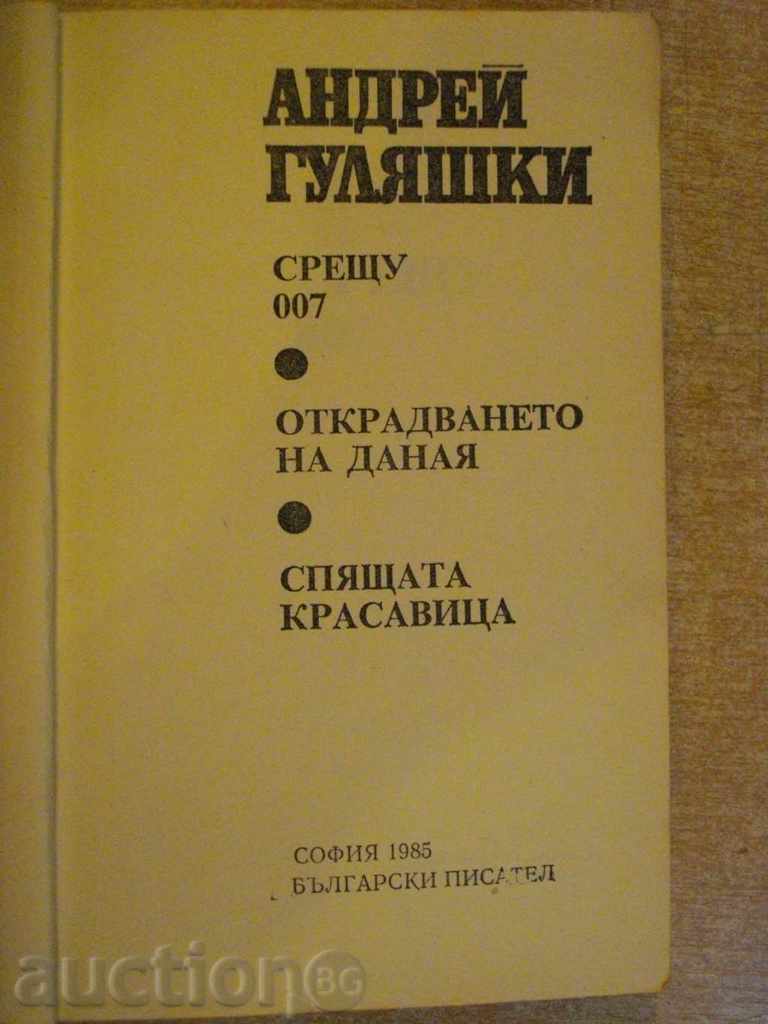 АНДРЕЙ
ГУЛЯШКИ
СРЕЩУ
007
ОТКРАДВАНЕТО
НА ДАНАЯ
СПЯЩАТА
КРАСАВИЦА
СОФИЯ 1985
БЪЛГАРСКИ ПИСАТЕЛ
auction BG